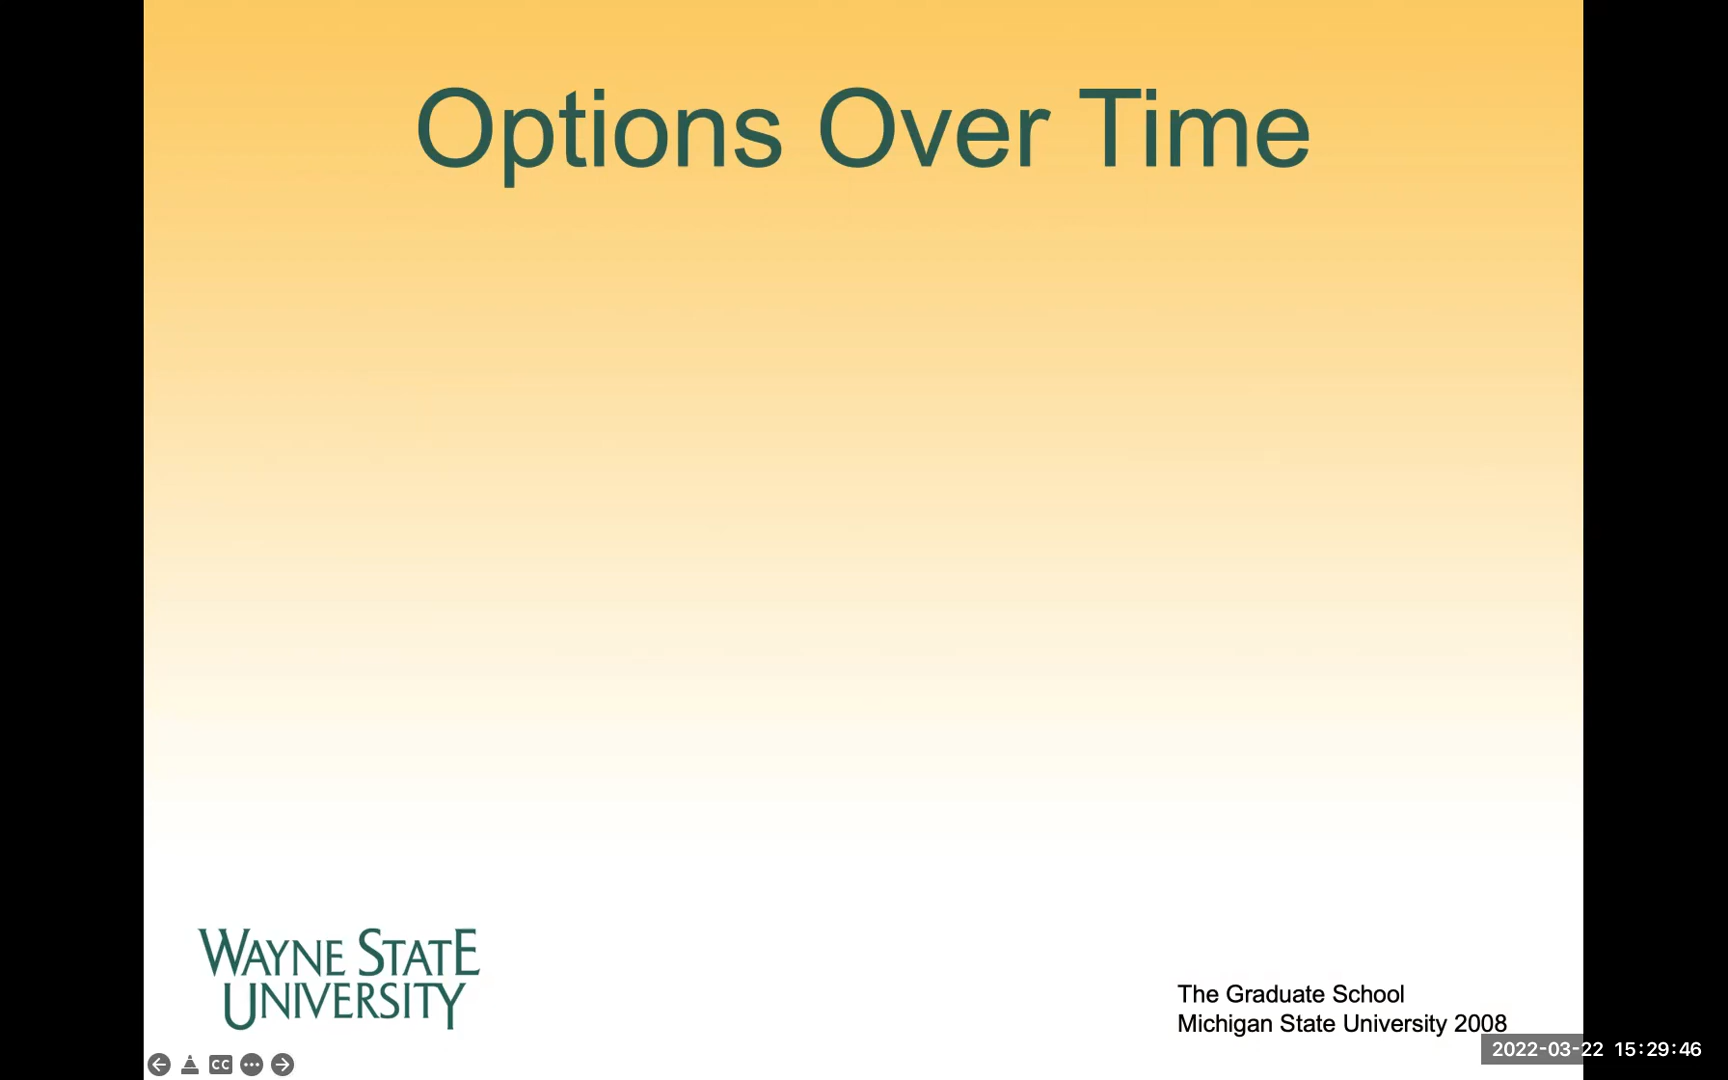 Options Over Time
WAYNE STATE
UNIVERSITY
The Graduate School
Michigan State University 2008
2022-03-22 15:29:46
CC